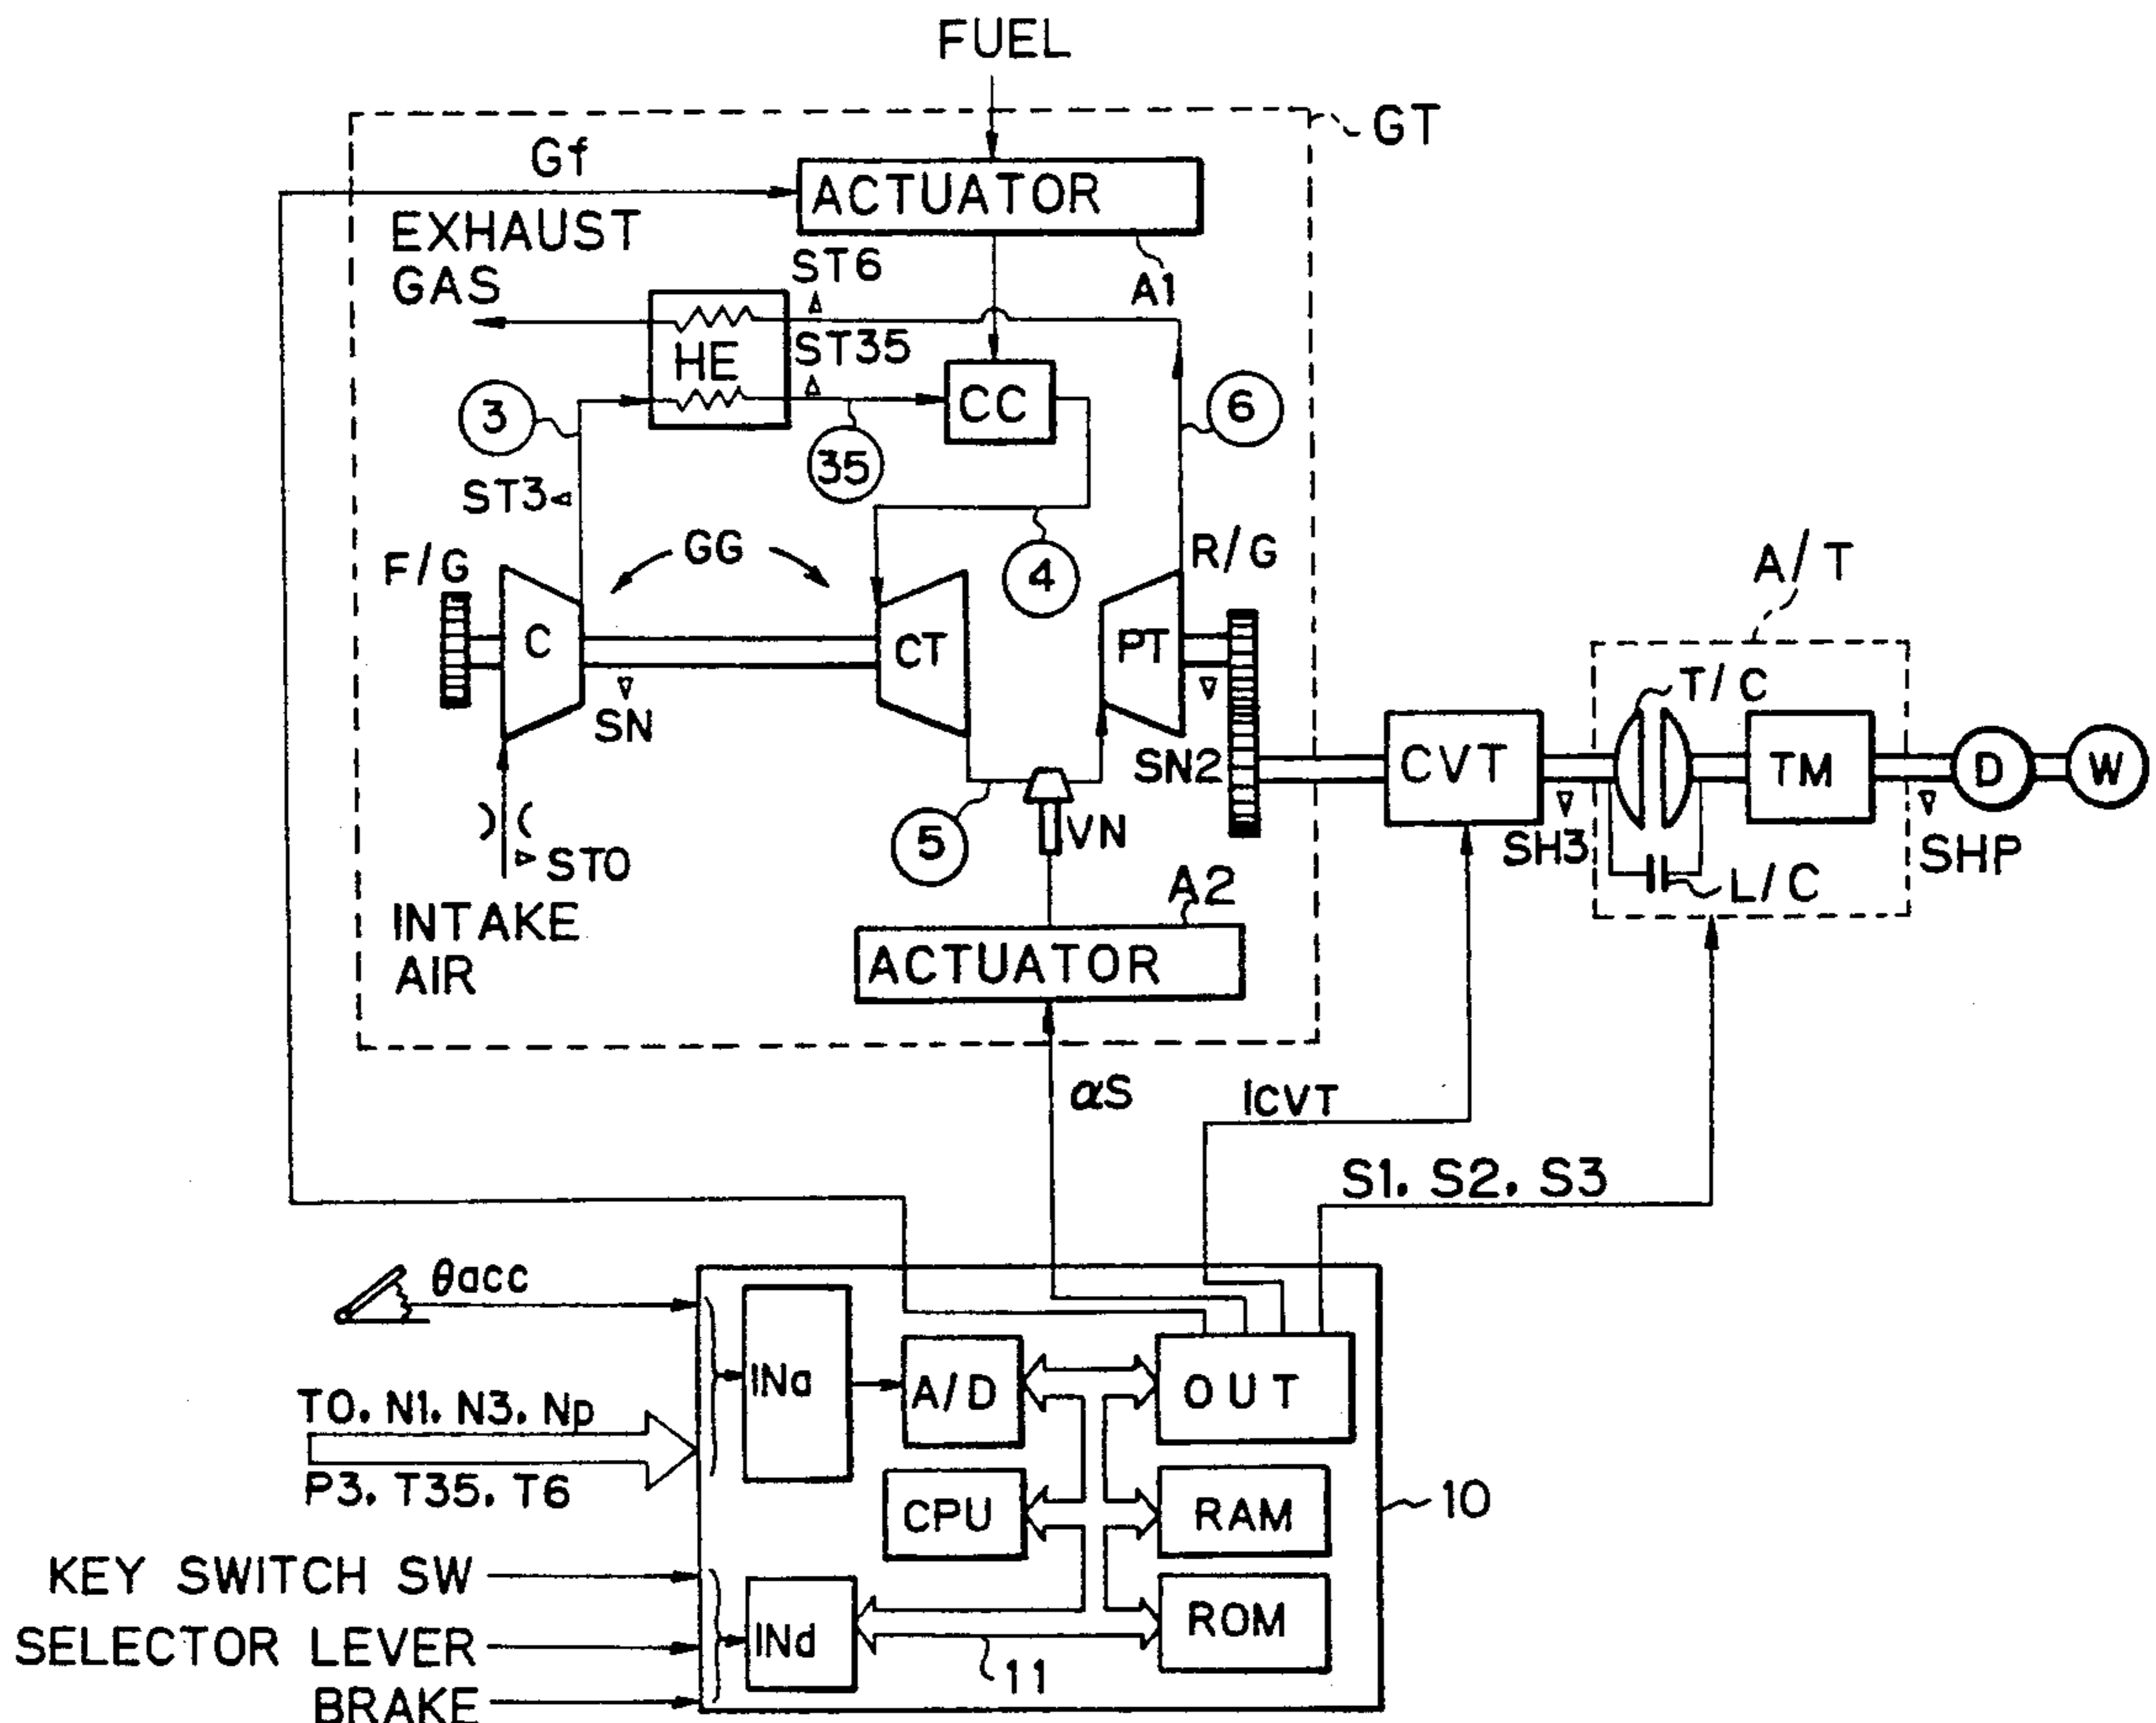 FUEL
GT
Gf
ACTUATOR
EXHAUST
GAS
ST6
A1
ST35
HE
CC
3
6
35
ST3
GG
R/G
4
F/G
A/T
C
CT
PT
T/C
SN
SN2
CVT
TM
D
W
VN
5
SH3
SHP
ST0
L/C
A2
INTAKE
AIR
ACTUATOR
αS
ICVT
S1. S2. S3
θacc
INa
A/D
OUT
T0. N1. N3. Np
P3. T35. T6
10
CPU
RAM
KEY SWITCH SW
ROM
SELECTOR LEVER
INd
11
BRAKE